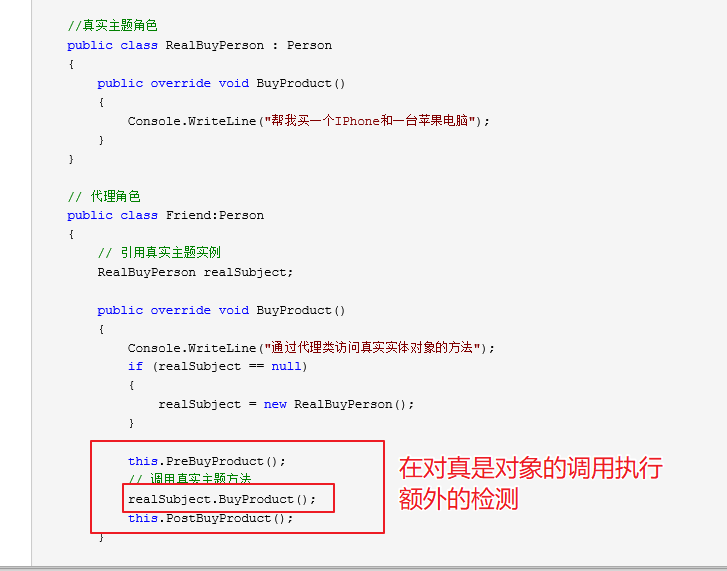 //真实主题角色
public class RealBuyPerson : Person
{
public override void BuyProduct()
{
Console.WriteLine("帮我买一个IPhone和一台苹果电脑");
}
}
// 代理角色
public class Friend:Person
{
// 引用真实主题实例
RealBuyPerson realSubject;
public override void BuyProduct()
{
Console.WriteLine("通过代理类访问真实实体对象的方法");
if (realSubject == null)
{
realSubject = new RealBuyPerson();
}
this.PreBuyProduct();
// 调用真实主题方法
realSubject.BuyProduct();
this.PostBuyProduct();
}
在对真是对象的调用执行
额外的检测